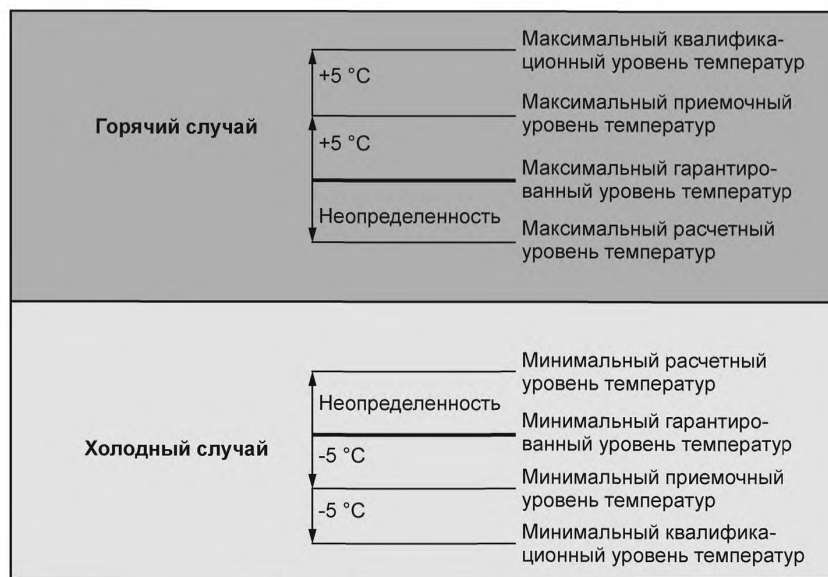 Максимальный квалифика-
ционный уровень температур
+5 °C
Максимальный приемочный
уровень температур
Горячий случай
+5 °C
Максимальный гарантиро-
ванный уровень температур
Неопределенность
Максимальный расчетный
уровень температур
Минимальный расчетный
уровень температур
Неопределенность
Минимальный гарантиро-
ванный уровень температур
Холодный случай
-5 °C
Минимальный приемочный
уровень температур
-5 °C
Минимальный квалифика-
ционный уровень температур